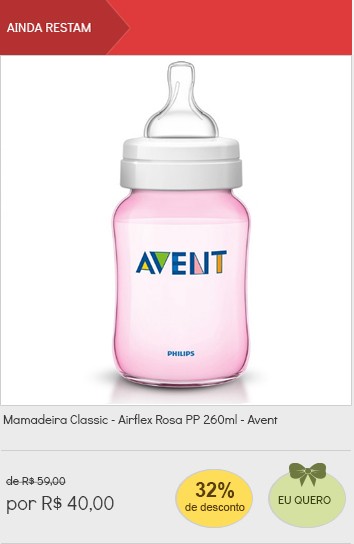 AINDA RESTAM
AVENT
PHILIPS
Mamadeira Classic - Airflex Rosa PP 260ml - Avent
de R$ 59,00
por R$ 40,00
32%
de desconto
EU QUERO